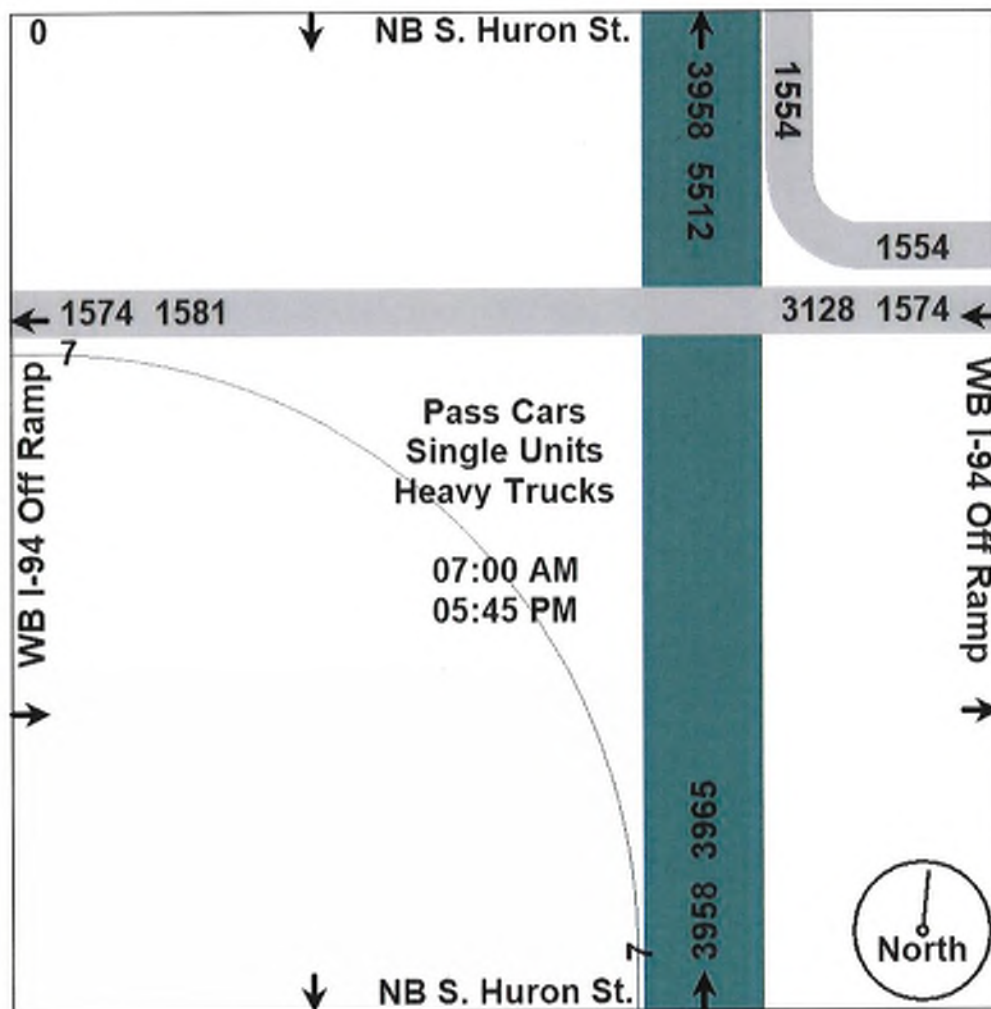 0
NB S. Huron St.
3958 5512
1554
1554
1574 1581
3128 1574
7
WB I-94 Off Ramp
WB I-94 Off Ramp
Pass Cars
Single Units
Heavy Trucks
07:00 AM
05:45 PM
3958 3965
7
North
NB S. Huron St.